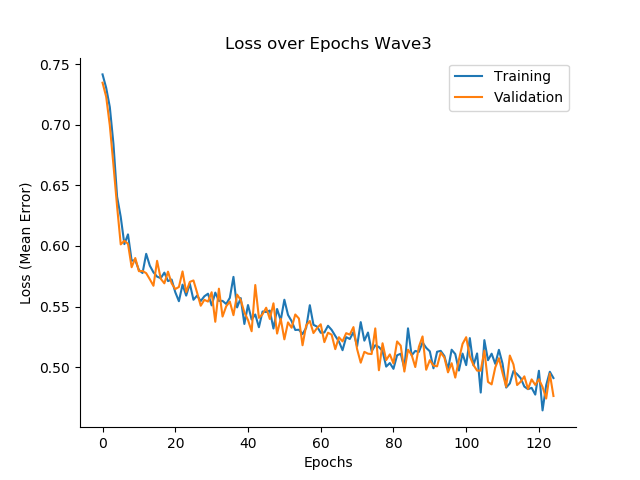 Loss over Epochs Wave3
Training
Validation
0.75
0.70
0.65
0.60
0.55
0.50
Loss (Mean Error)
0 20 40 60 80 100 120
Epochs